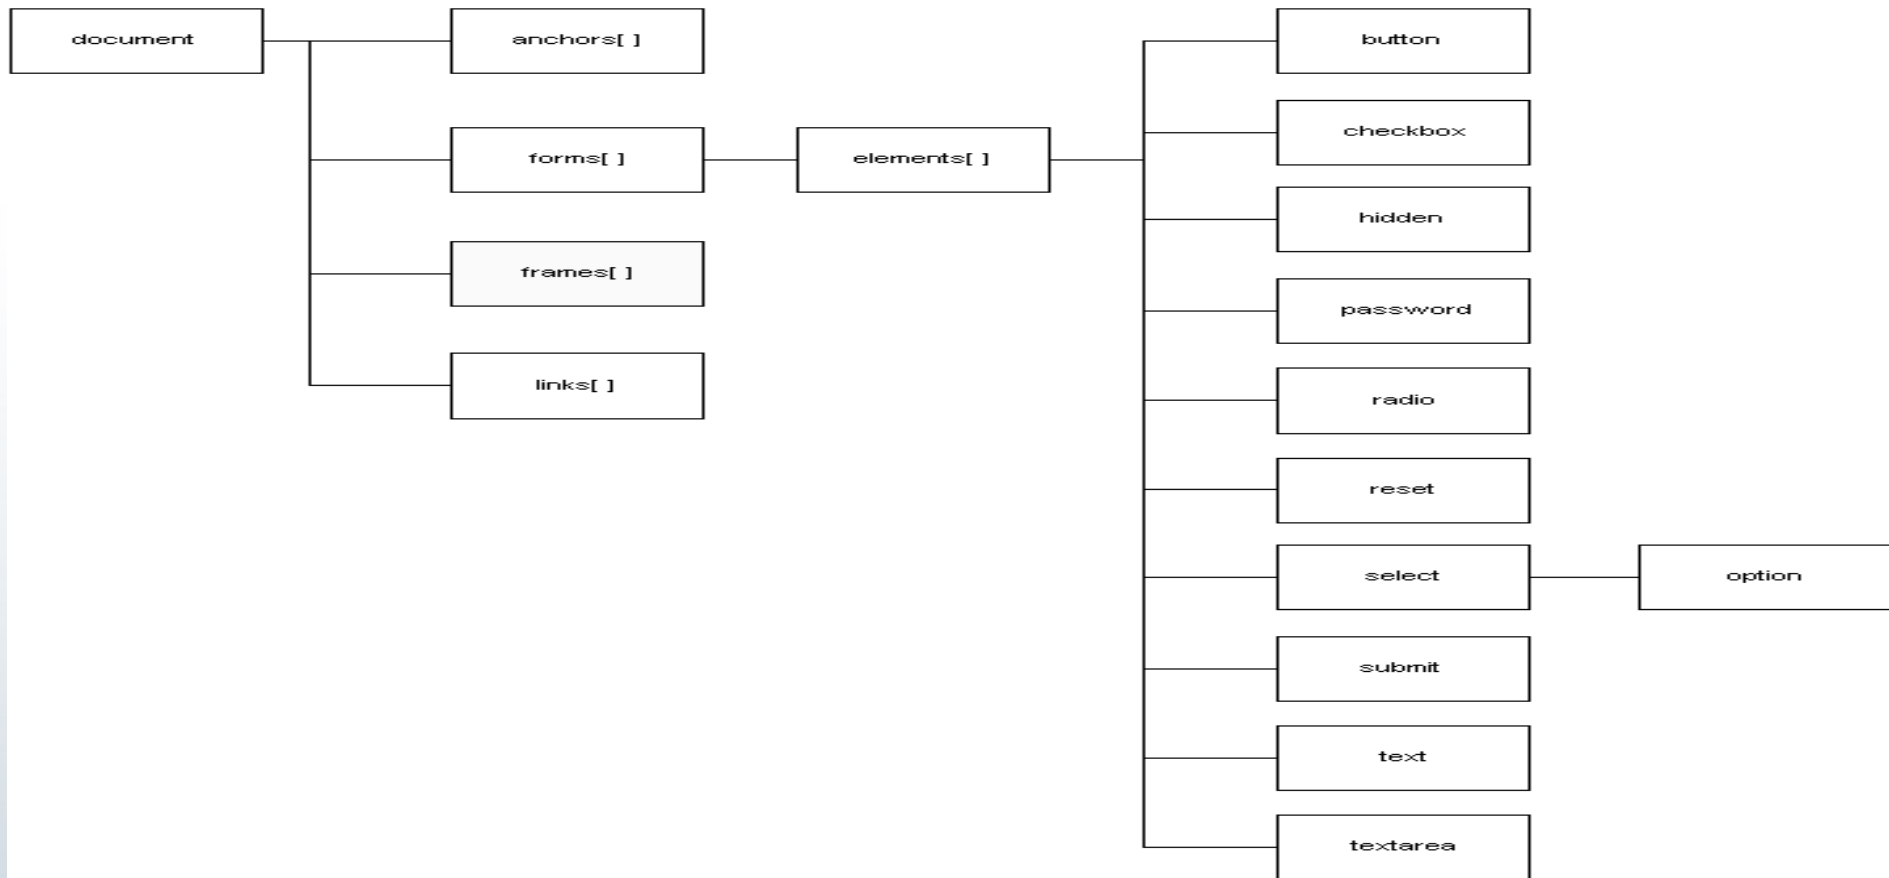 document
anchors[ ]
button
checkbox
forms[ ]
elements[ ]
hidden
frames[ ]
password
links[ ]
radio
reset
select
option
submit
text
textarea